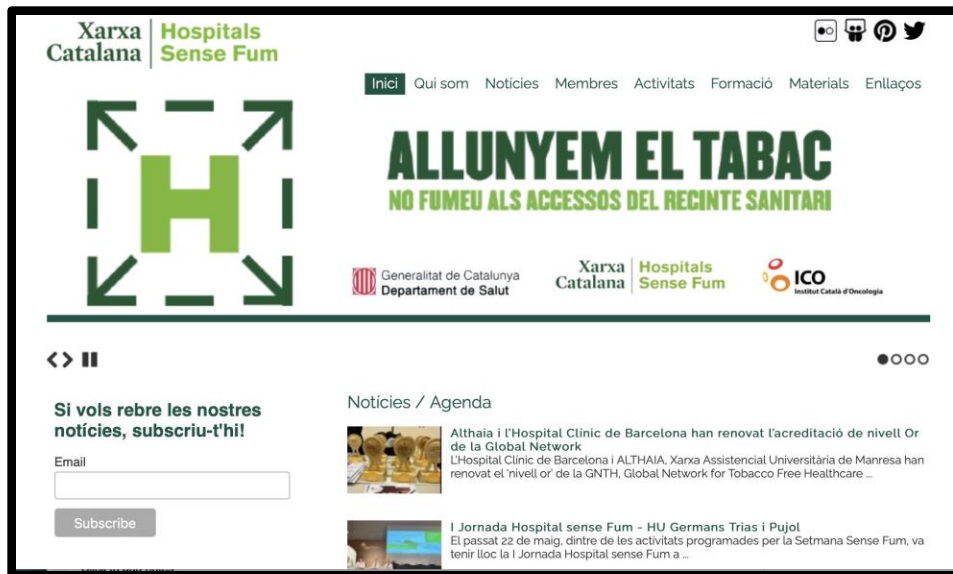 Xarxa Catalana
Hospitals Sense Fum
Inici Qui som Notícies Membres Activitats Formació Materials Enllaços
H
ALLUNYEM EL TABAC
NO FUMEU ALS ACCESSOS DEL RECINTE SANITARI
Generalitat de Catalunya
Departament de Salut
Xarxa Catalana
Hospitals Sense Fum
ICO
Institut Català d'Oncologia
Si vols rebre les nostres
notícies, subscriu-t'hi!
Email
Subscribe
Notícies / Agenda
Althaia i l'Hospital Clínic de Barcelona han renovat l'acreditació de nivell Or
de la Global Network
L'Hospital Clínic de Barcelona i ALTHAIA, Xarxa Assistencial Universitària de Manresa han
renovat el 'nivell or' de la GNTH, Global Network for Tobacco Free Healthcare ...
I Jornada Hospital sense Fum - HU Germans Trias i Pujol
El passat 22 de maig, dintre de les activitats programades per la Setmana Sense Fum, va
tenir lloc la I Jornada Hospital sense Fum a ...